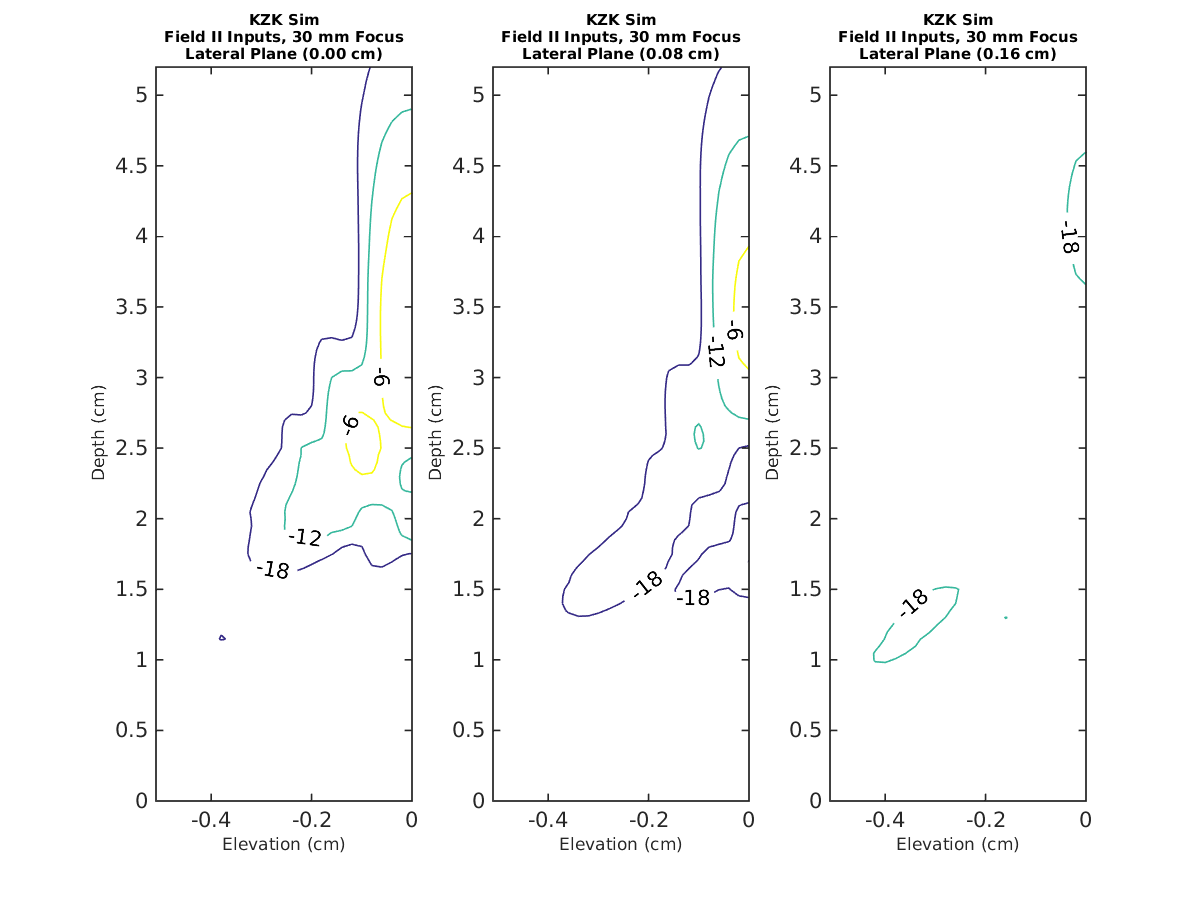 KZK Sim
Field II Inputs, 30 mm Focus
Lateral Plane (0.00 cm)
5
4.5
4
3.5
3
2.5
2
1.5
1
0.5
0
Depth (cm)
-6
-6
-12
-18
-0.4 -0.2 0
Elevation (cm)
KZK Sim
Field II Inputs, 30 mm Focus
Lateral Plane (0.08 cm)
5
4.5
4
3.5
3
2.5
2
1.5
1
0.5
0
Depth (cm)
-6
-12
-18
-18
-0.4 -0.2 0
Elevation (cm)
KZK Sim
Field II Inputs, 30 mm Focus
Lateral Plane (0.16 cm)
5
4.5
4
3.5
3
2.5
2
1.5
1
0.5
0
Depth (cm)
-18
-18
-0.4 -0.2 0
Elevation (cm)